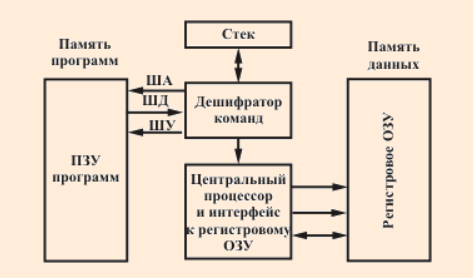 Стек
Память
программ
Память
данных
ША
ШД
ШУ
Дешифратор
команд
ПЗУ
программ
Центральный
процессор
и интерфейс
к регистровому
ОЗУ
Регистровое ОЗУ